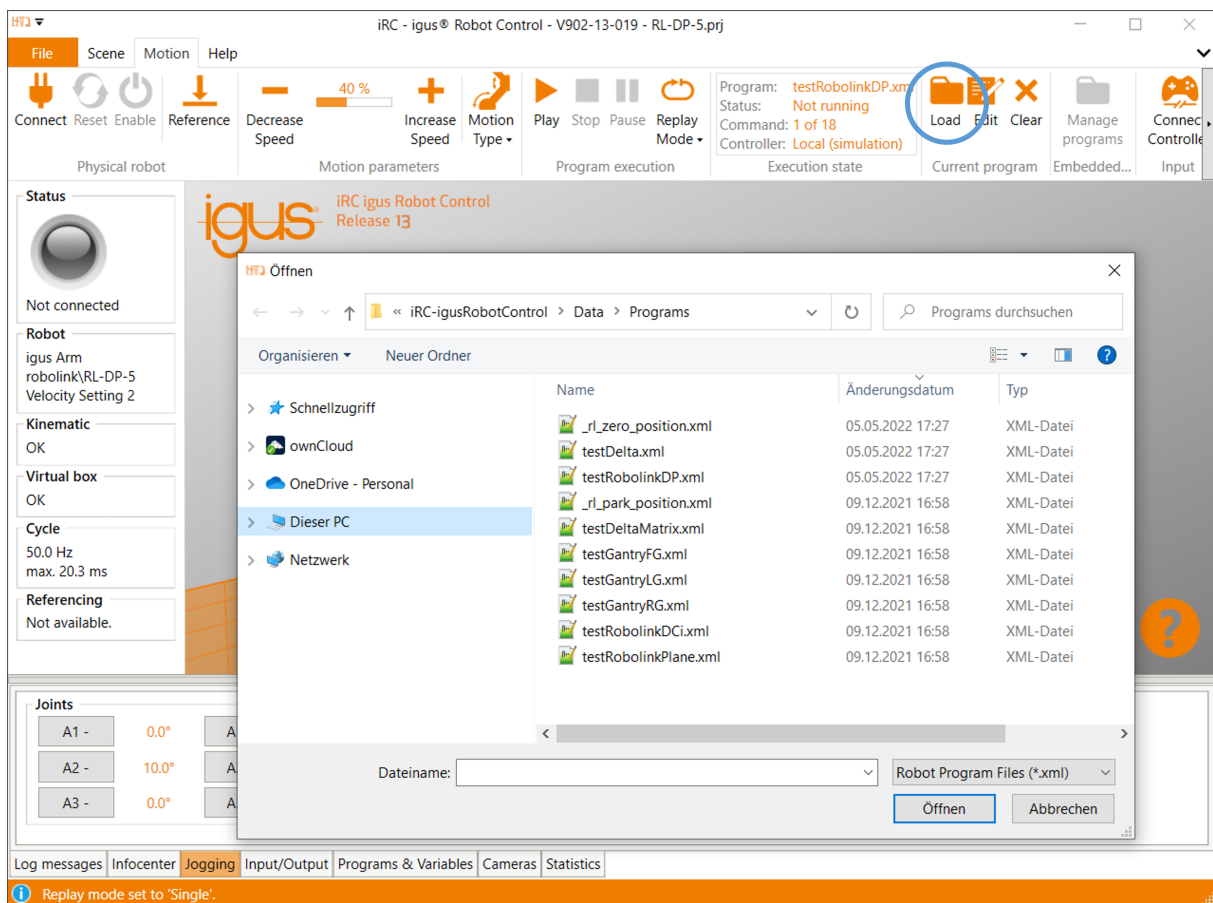 iRC - igus® Robot Control - V902-13-019 - RL-DP-5.prj
File Scene Motion Help
40 %
Connect Reset Enable Reference Decrease Speed Increase Speed Motion Type Play Stop Pause Replay Mode
Program: testRobolinkDP.xml
Status: Not running
Command: 1 of 18
Controller: Local (simulation)
Load Edit Clear Manage programs Connec Controlle
Physical robot Motion parameters Program execution Execution state Current program Embedded... Input
Status
Not connected
Robot
igus Arm
robolink\RL-DP-5
Velocity Setting 2
Kinematic
OK
Virtual box
OK
Cycle
50.0 Hz
max. 20.3 ms
Referencing
Not available.
igus
iRC igus Robot Control
Release 13
Öffnen
« iRC-igusRobotControl > Data > Programs
Programs durchsuchen
Organisieren Neuer Ordner
?
Schnellzugriff
ownCloud
OneDrive - Personal
Dieser PC
Netzwerk
Name Änderungsdatum Typ
_rl_zero_position.xml 05.05.2022 17:27 XML-Datei
testDelta.xml 05.05.2022 17:27 XML-Datei
testRobolinkDP.xml 05.05.2022 17:27 XML-Datei
_rl_park_position.xml 09.12.2021 16:58 XML-Datei
testDeltaMatrix.xml 09.12.2021 16:58 XML-Datei
testGantryFG.xml 09.12.2021 16:58 XML-Datei
testGantryLG.xml 09.12.2021 16:58 XML-Datei
testGantryRG.xml 09.12.2021 16:58 XML-Datei
testRobolinkDCi.xml 09.12.2021 16:58 XML-Datei
testRobolinkPlane.xml 09.12.2021 16:58 XML-Datei
Dateiname: Robot Program Files (*.xml)
Öffnen Abbrechen
?
Joints
A1 - 0.0° A
A2 - 10.0° A
A3 - 0.0° A
Log messages Infocenter Jogging Input/Output Programs & Variables Cameras Statistics
Replay mode set to 'Single'.